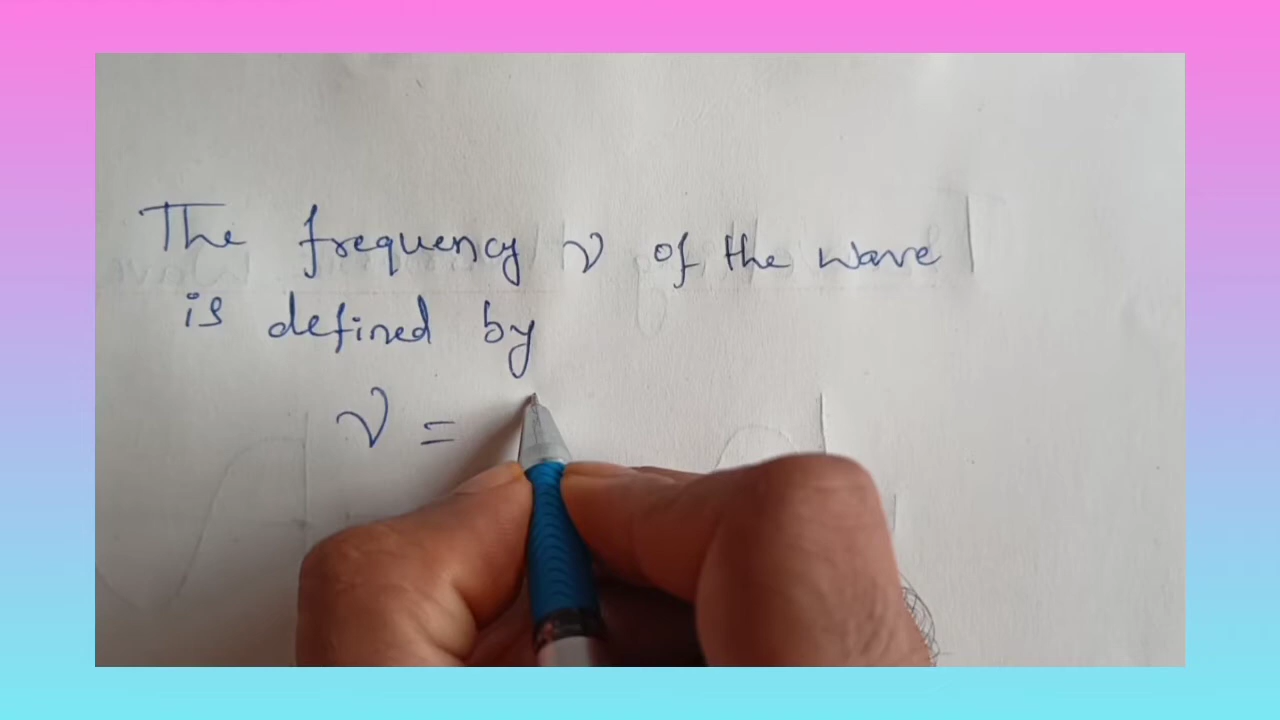 The frequency ν of the wave
is defined by
ν =